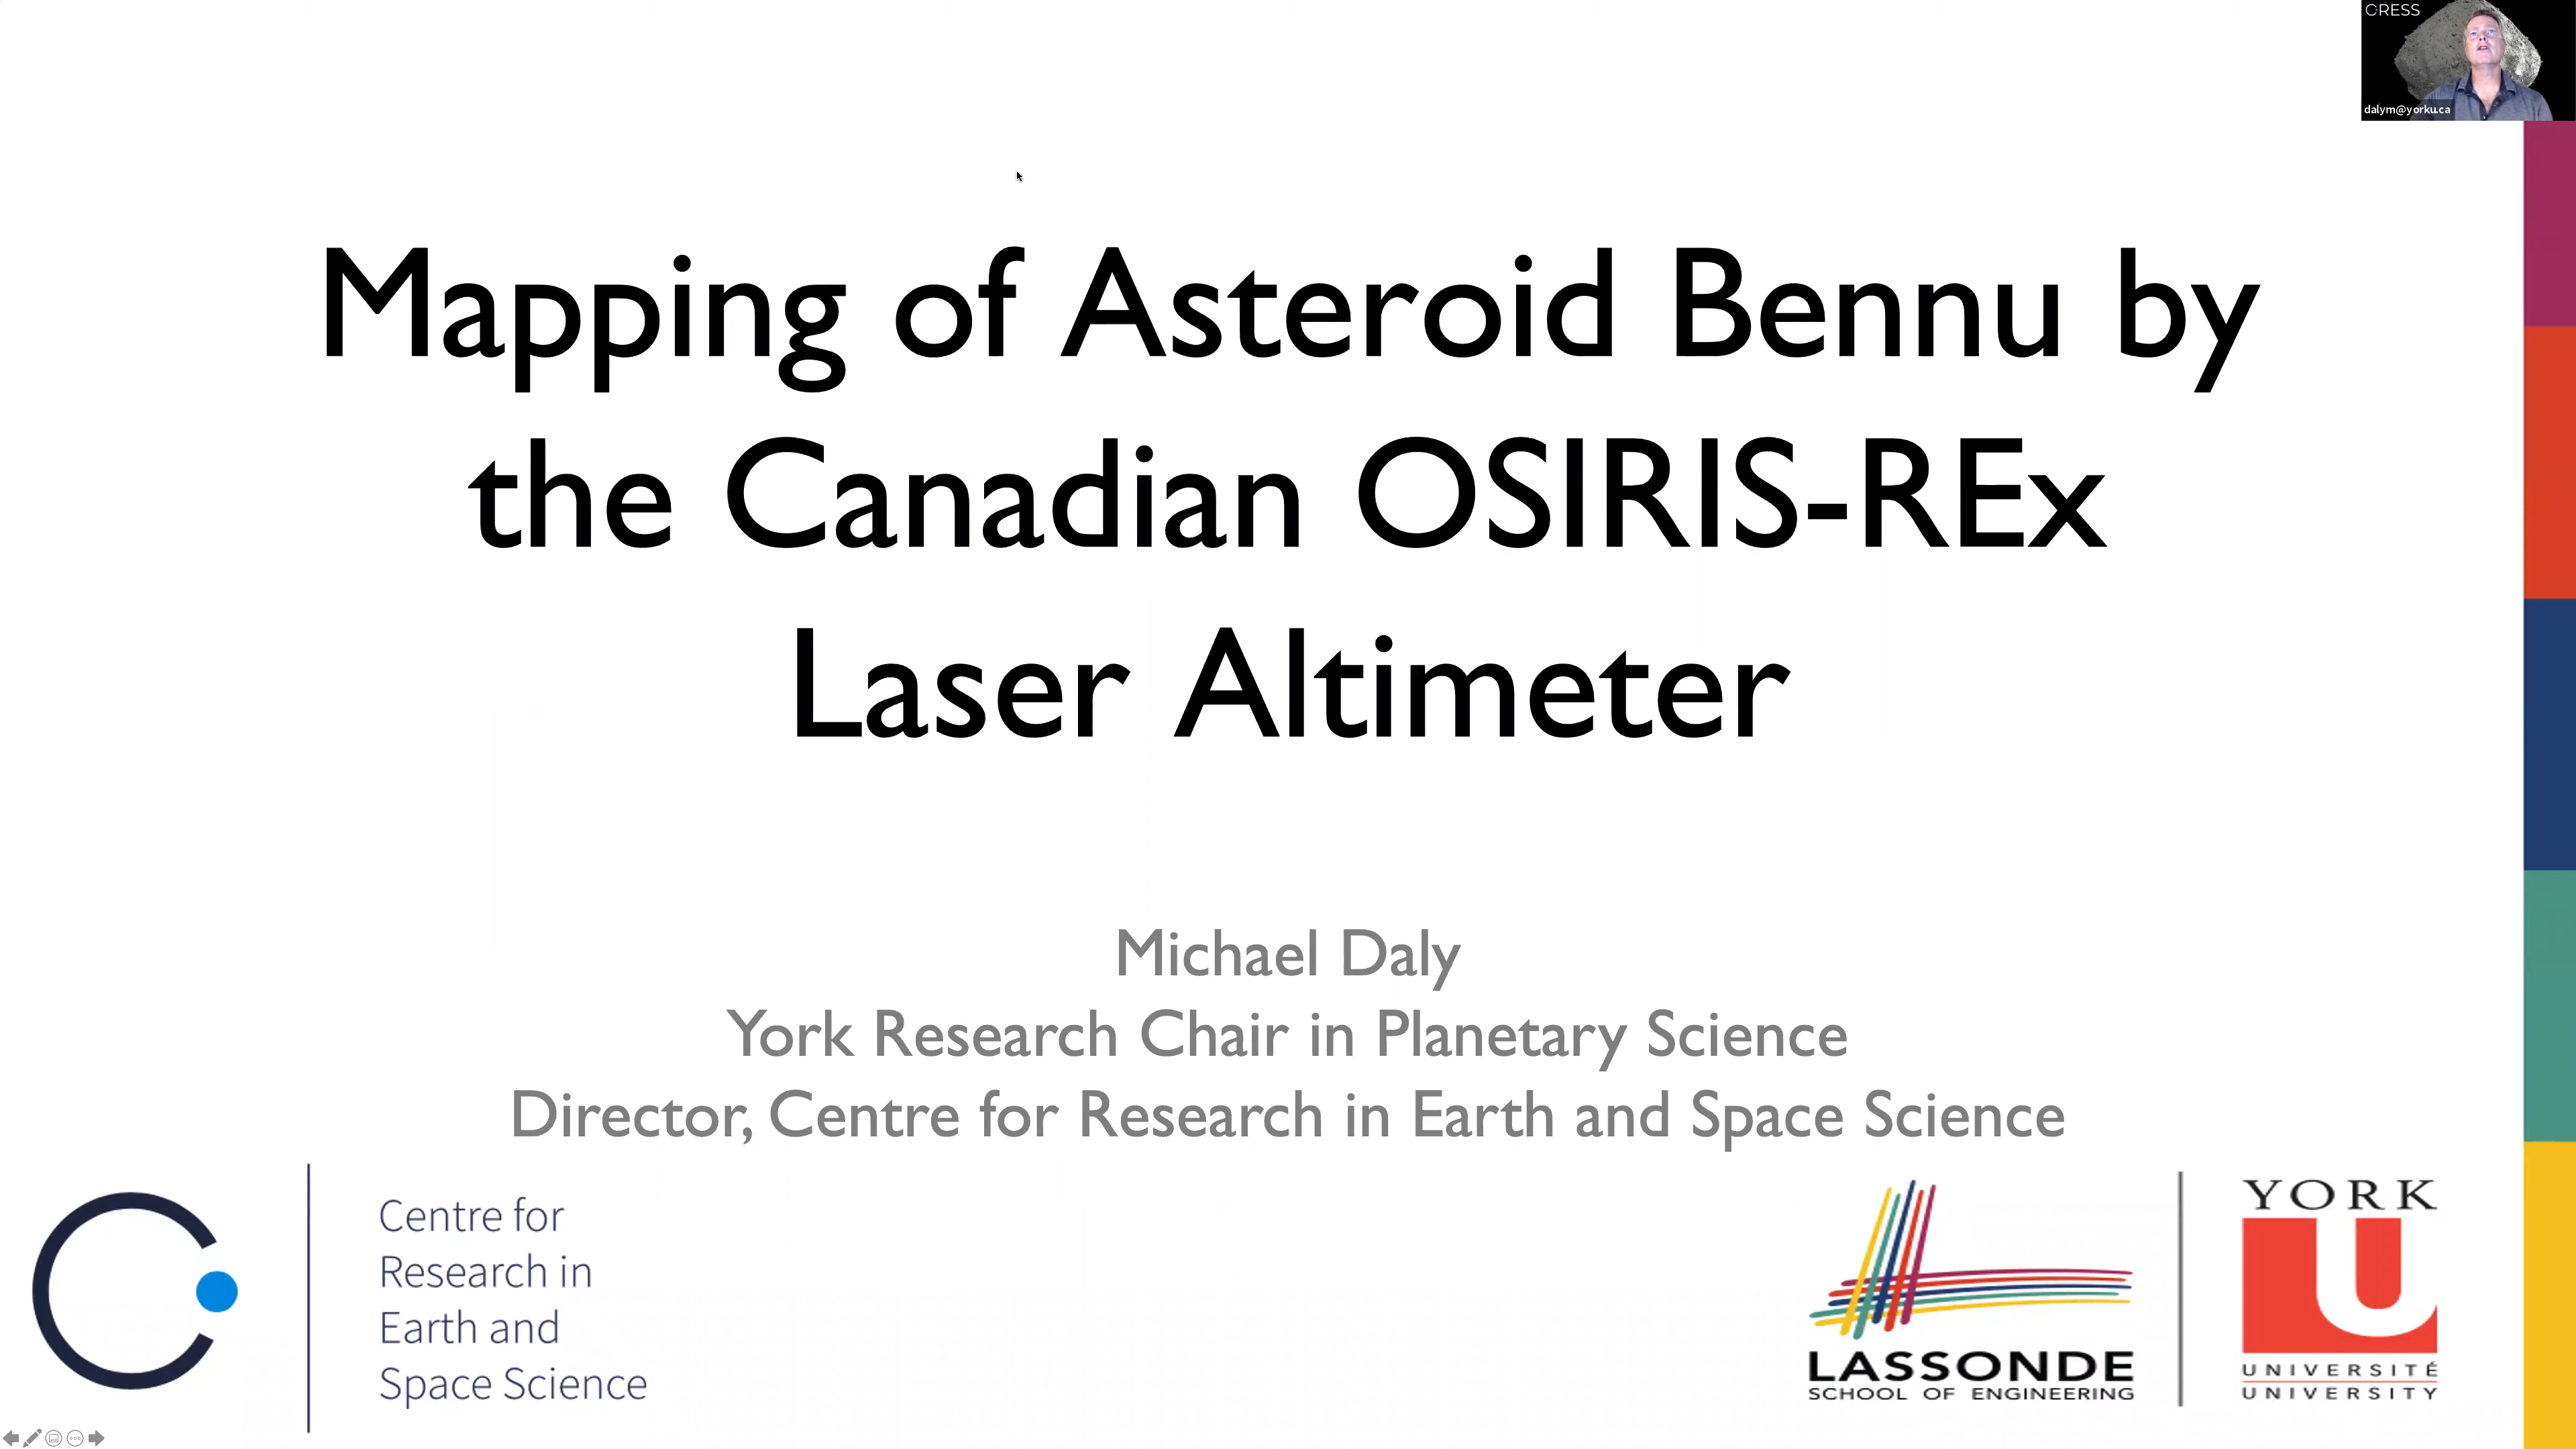 CRESS
dalym@yorku.ca
Mapping of Asteroid Bennu by
the Canadian OSIRIS-REx
Laser Altimeter
Michael Daly
York Research Chair in Planetary Science
Director, Centre for Research in Earth and Space Science
Centre for
Research in
Earth and
Space Science
LASSONDE
SCHOOL OF ENGINEERING
YORK
U
UNIVERSITÉ
UNIVERSITY